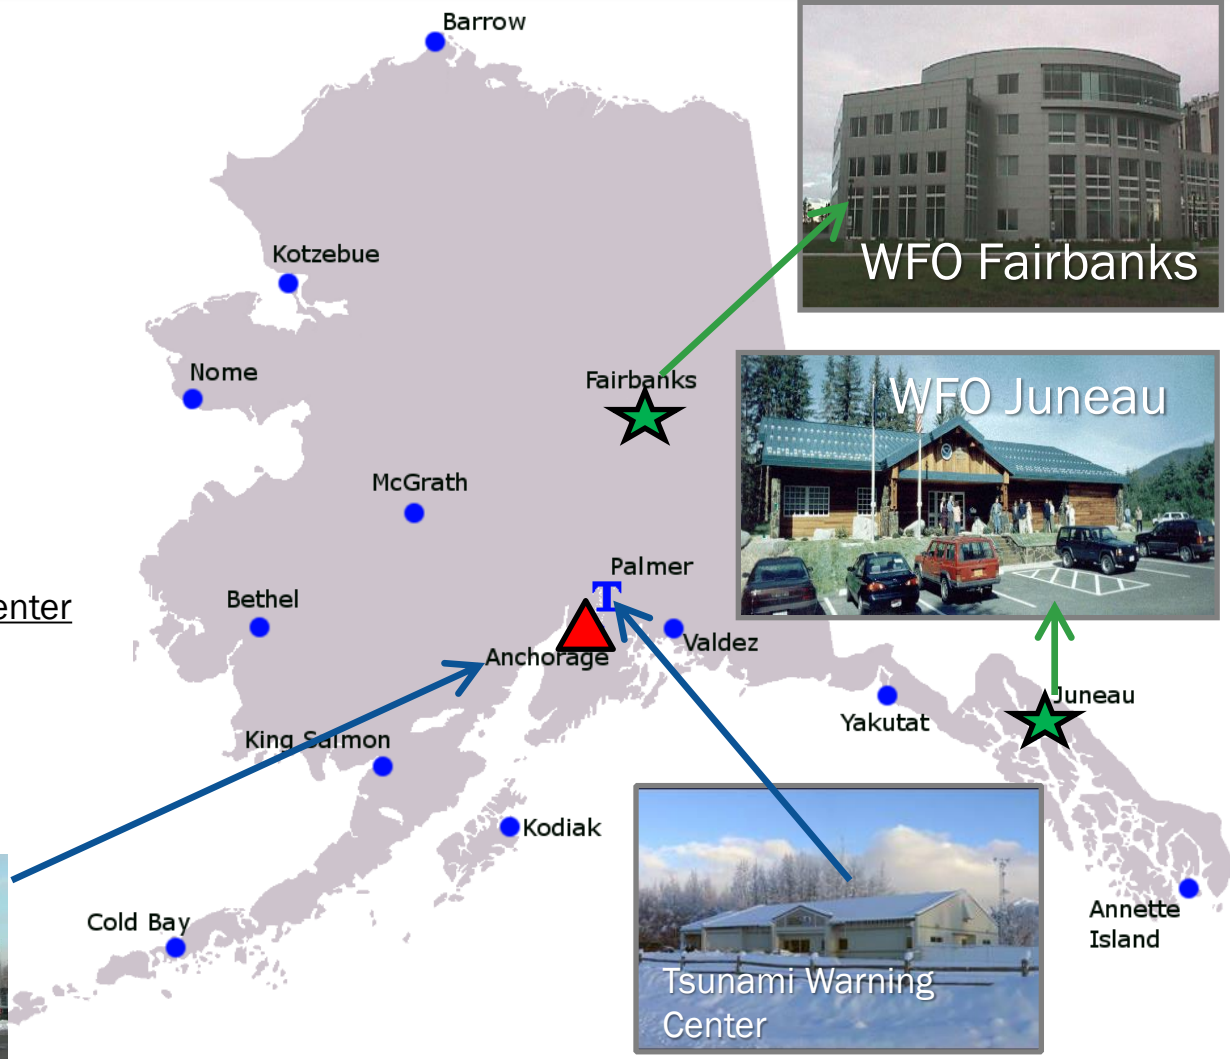 Barrow
WFO Fairbanks
Kotzebue
Nome
Fairbanks
WFO Juneau
McGrath
Palmer
T
Bethel
enter
Valdez
Anchorage
Juneau
Yakutat
King Salmon
Kodiak
Annette
Island
Cold Bay
Tsunami Warning
Center